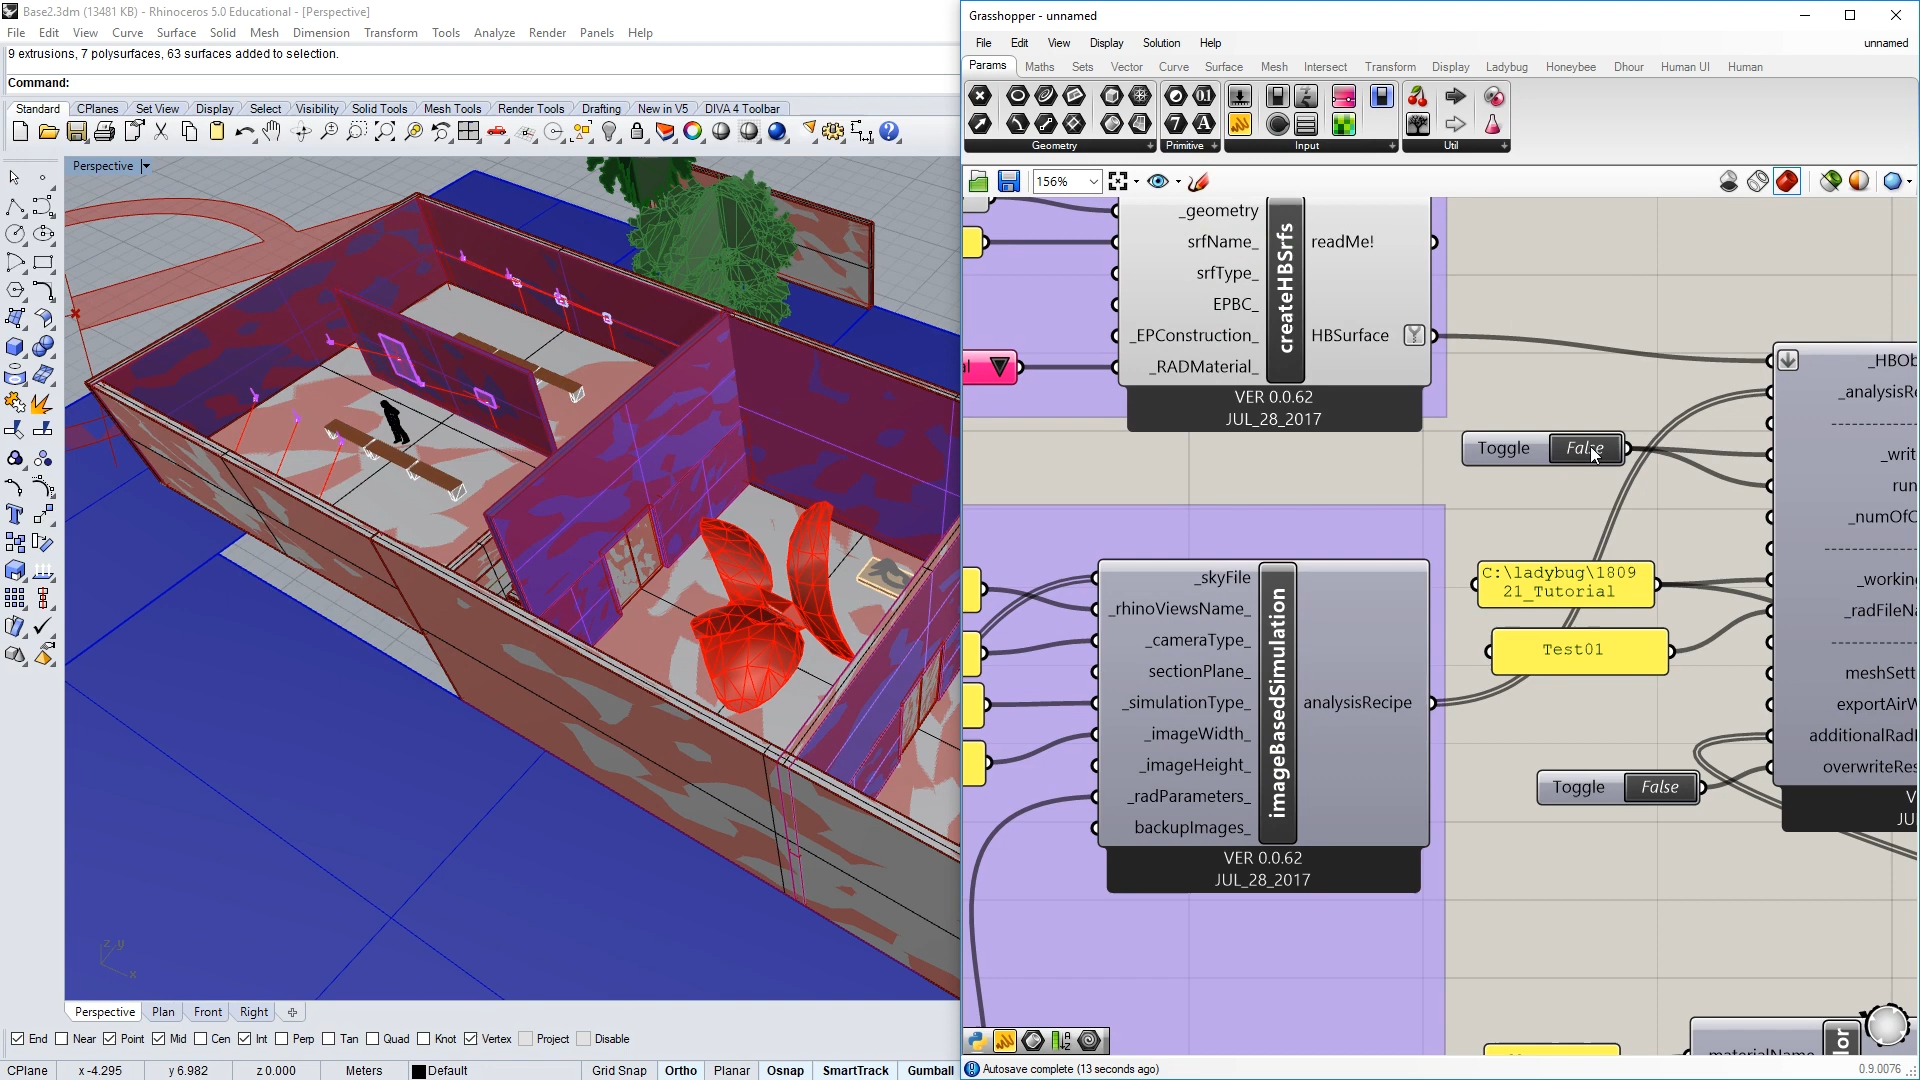 Base2.3dm (13481 KB) - Rhinoceros 5.0 Educational - [Perspective]
File Edit View Curve Surface Solid Mesh Dimension Transform Tools Analyze Render Panels Help
9 extrusions, 7 polysurfaces, 63 surfaces added to selection.
Command:
Standard CPlanes Set View Display Select Visibility Solid Tools Mesh Tools Render Tools Drafting New in V5 DIVA 4 Toolbar
Perspective
z y
x
Perspective Plan Front Right
End Near Point Mid Cen Int Perp Tan Quad Knot Vertex Project Disable
CPlane x -4.295 y 6.982 z 0.000 Meters Default Grid Snap Ortho Planar Osnap SmartTrack Gumball
Grasshopper - unnamed
File Edit View Display Solution Help unnamed
Params Maths Sets Vector Curve Surface Mesh Intersect Transform Display Ladybug Honeybee Dhour Human UI Human
Geometry Primitive Input Util
156%
_geometry
srfName_
srfType_
EPBC_
_EPConstruction_
_RADMaterial_
createHBSrfs
readMe!
HBSurface
VER 0.0.62
JUL_28_2017
Toggle False
C:\ladybug\1809
21_Tutorial
Test01
Toggle False
_skyFile
_rhinoViewsName_
_cameraType_
sectionPlane_
_simulationType_
_imageWidth_
_imageHeight_
_radParameters_
backupImages_
imageBasedSimulation
analysisRecipe
VER 0.0.62
JUL_28_2017
_HBOb
_analysisRe
_writ
run
_numOfC
_working
_radFileNa
meshSett
exportAirW
additionalRadF
overwriteRes
V
JU
materialName
lor
Autosave complete (13 seconds ago)
0.9.0076